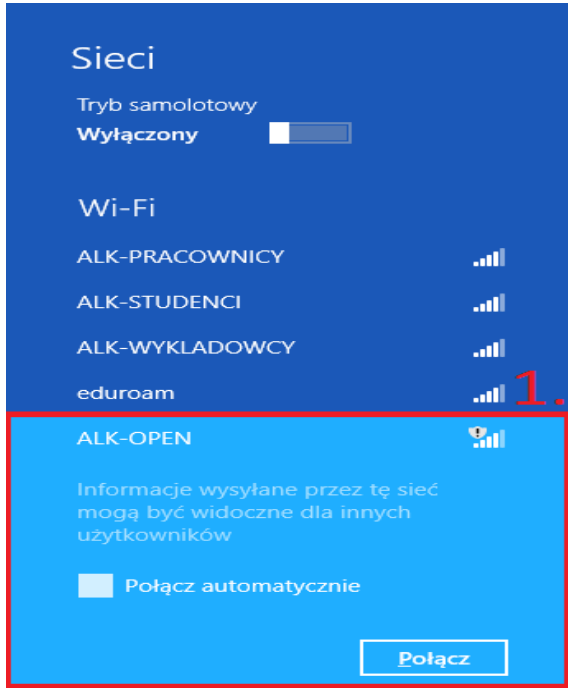 Sieci
Tryb samolotowy
Wyłączony
Wi-Fi
ALK-PRACOWNICY
ALK-STUDENCI
ALK-WYKLADOWCY
eduroam
1.
ALK-OPEN
Informacje wysyłane przez tę sieć
mogą być widoczne dla innych
użytkowników
Połącz automatycznie
Połącz